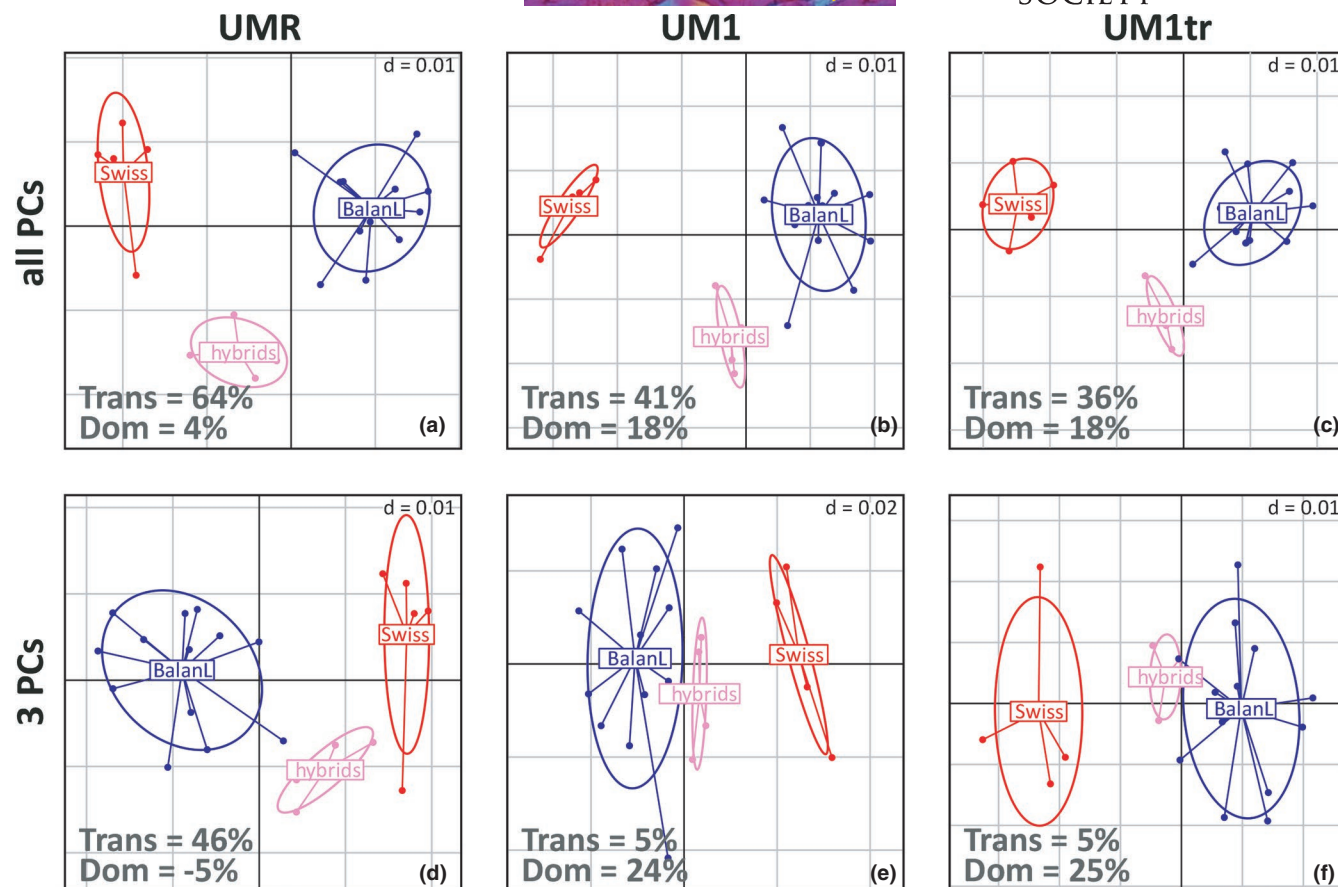 SOCIETY
UMR
UM1
UM1tr
all PCs
d = 0.01
Swiss
BalanL
hybrids
Trans = 64%
Dom = 4%
(a)
d = 0.01
Swiss
BalanL
hybrids
Trans = 41%
Dom = 18%
(b)
d = 0.01
Swiss
BalanL
hybrids
Trans = 36%
Dom = 18%
(c)
3 PCs
d = 0.01
BalanL
Swiss
hybrids
Trans = 46%
Dom = -5%
(d)
d = 0.02
BalanL
Swiss
hybrids
Trans = 5%
Dom = 24%
(e)
d = 0.01
hybrids
Swiss
BalanL
Trans = 5%
Dom = 25%
(f)